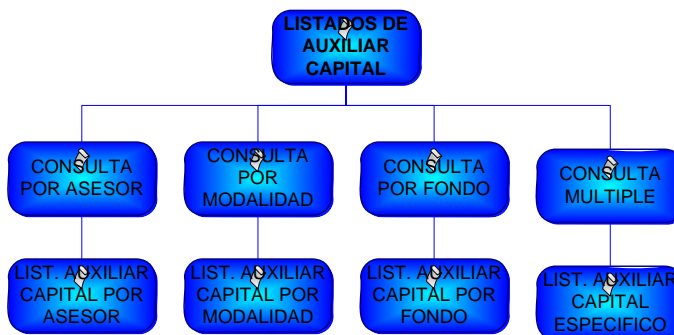 LISTADOS DE
AUXILIAR
CAPITAL
CONSULTA
POR ASESOR
CONSULTA
POR
MODALIDAD
CONSULTA
POR FONDO
CONSULTA
MULTIPLE
LIST. AUXILIAR
CAPITAL POR
ASESOR
LIST. AUXILIAR
CAPITAL POR
MODALIDAD
LIST. AUXILIAR
CAPITAL POR
FONDO
LIST. AUXILIAR
CAPITAL
ESPECIFICO